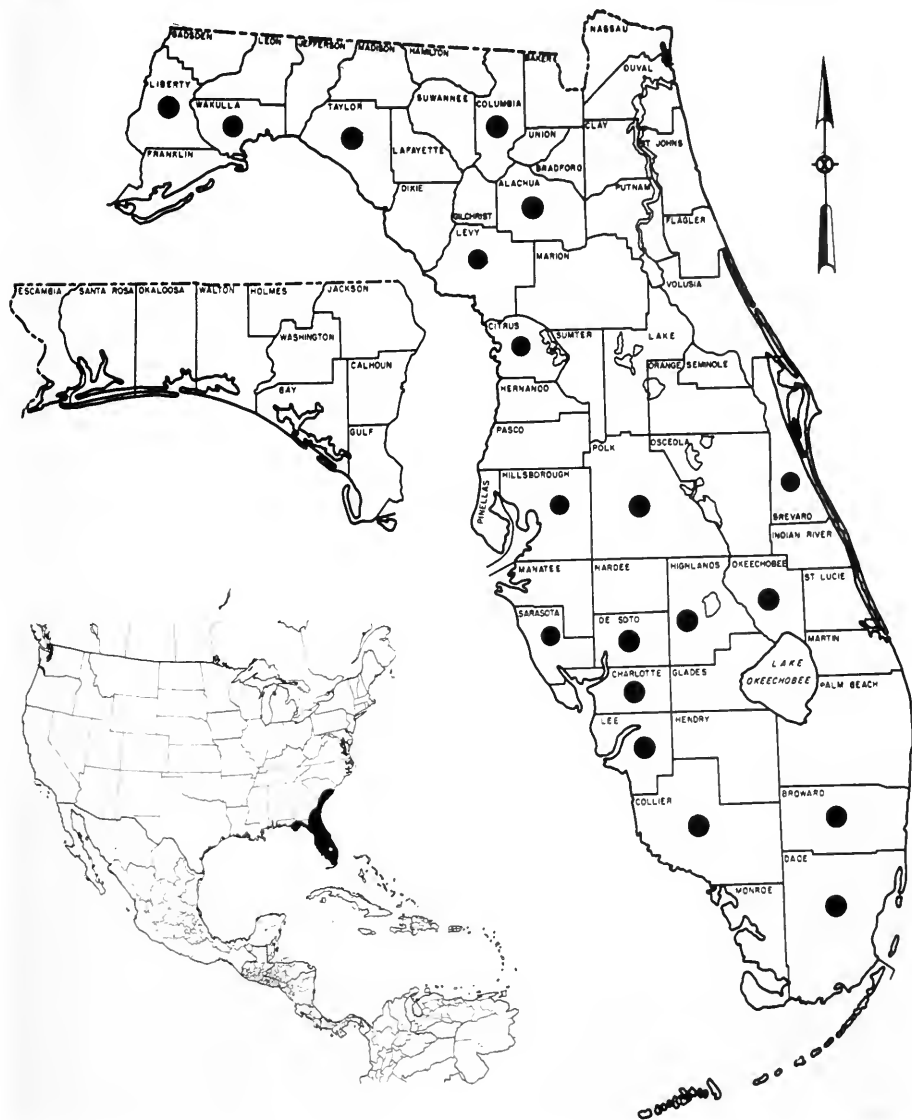 GADSDEN
LEON
JEFFERSON
MADISON
HAMILTON
NASSAU
BAKER
DUVAL
LIBERTY
WAKULLA
TAYLOR
SUWANNEE
COLUMBIA
UNION
CLAY
ST JOHNS
FRANKLIN
LAFAYETTE
BRADFORD
DIXIE
ALACHUA
PUTNAM
GILCHRIST
FLAGLER
LEVY
MARION
VOLUSIA
ESCAMBIA
SANTA ROSA
OKALOOSA
WALTON
HOLMES
JACKSON
WASHINGTON
CALHOUN
BAY
GULF
CITRUS
SUMTER
LAKE
ORANGE
SEMINOLE
HERNANDO
PASCO
POLK
OSCEOLA
HILLSBOROUGH
PINELLAS
BREVARD
INDIAN RIVER
MANATEE
HARDEE
HIGHLANDS
OKEECHOBEE
ST LUCIE
SARASOTA
DE SOTO
MARTIN
CHARLOTTE
GLADES
LAKE
OKEECHOBEE
PALM BEACH
LEE
HENDRY
COLLIER
BROWARD
DADE
MONROE